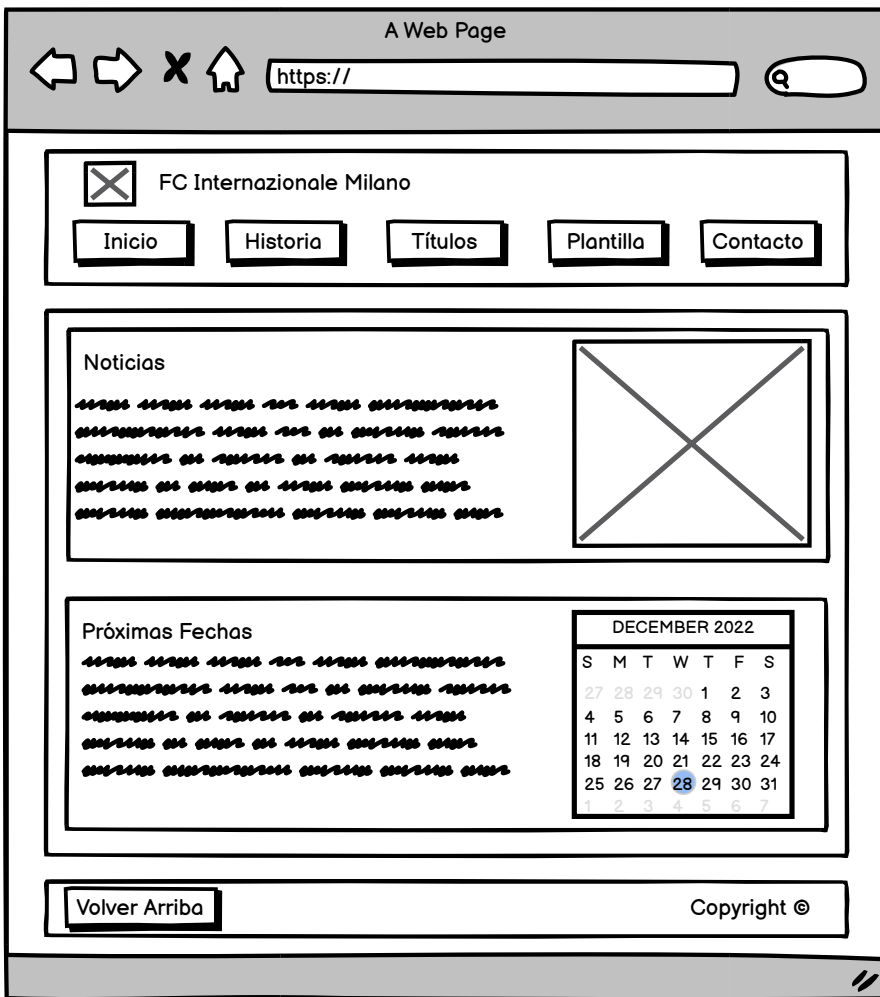 A Web Page
https://
FC Internazionale Milano
Inicio Historia Títulos Plantilla Contacto
Noticias
Próximas Fechas
DECEMBER 2022
S M T W T F S
27 28 29 30 1 2 3
4 5 6 7 8 9 10
11 12 13 14 15 16 17
18 19 20 21 22 23 24
25 26 27 28 29 30 31
1 2 3 4 5 6 7
Volver Arriba Copyright ©